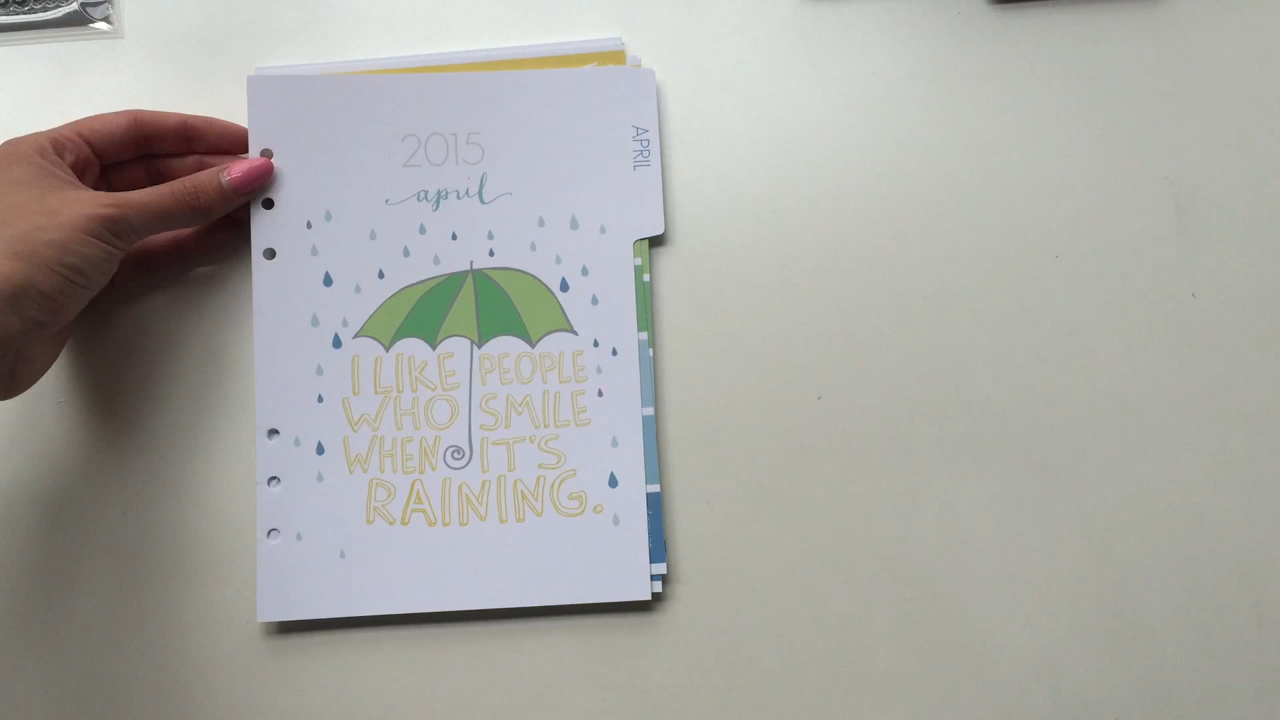 2015
april
APRIL
I LIKE PEOPLE
WHO SMILE
WHEN IT'S
RAINING.